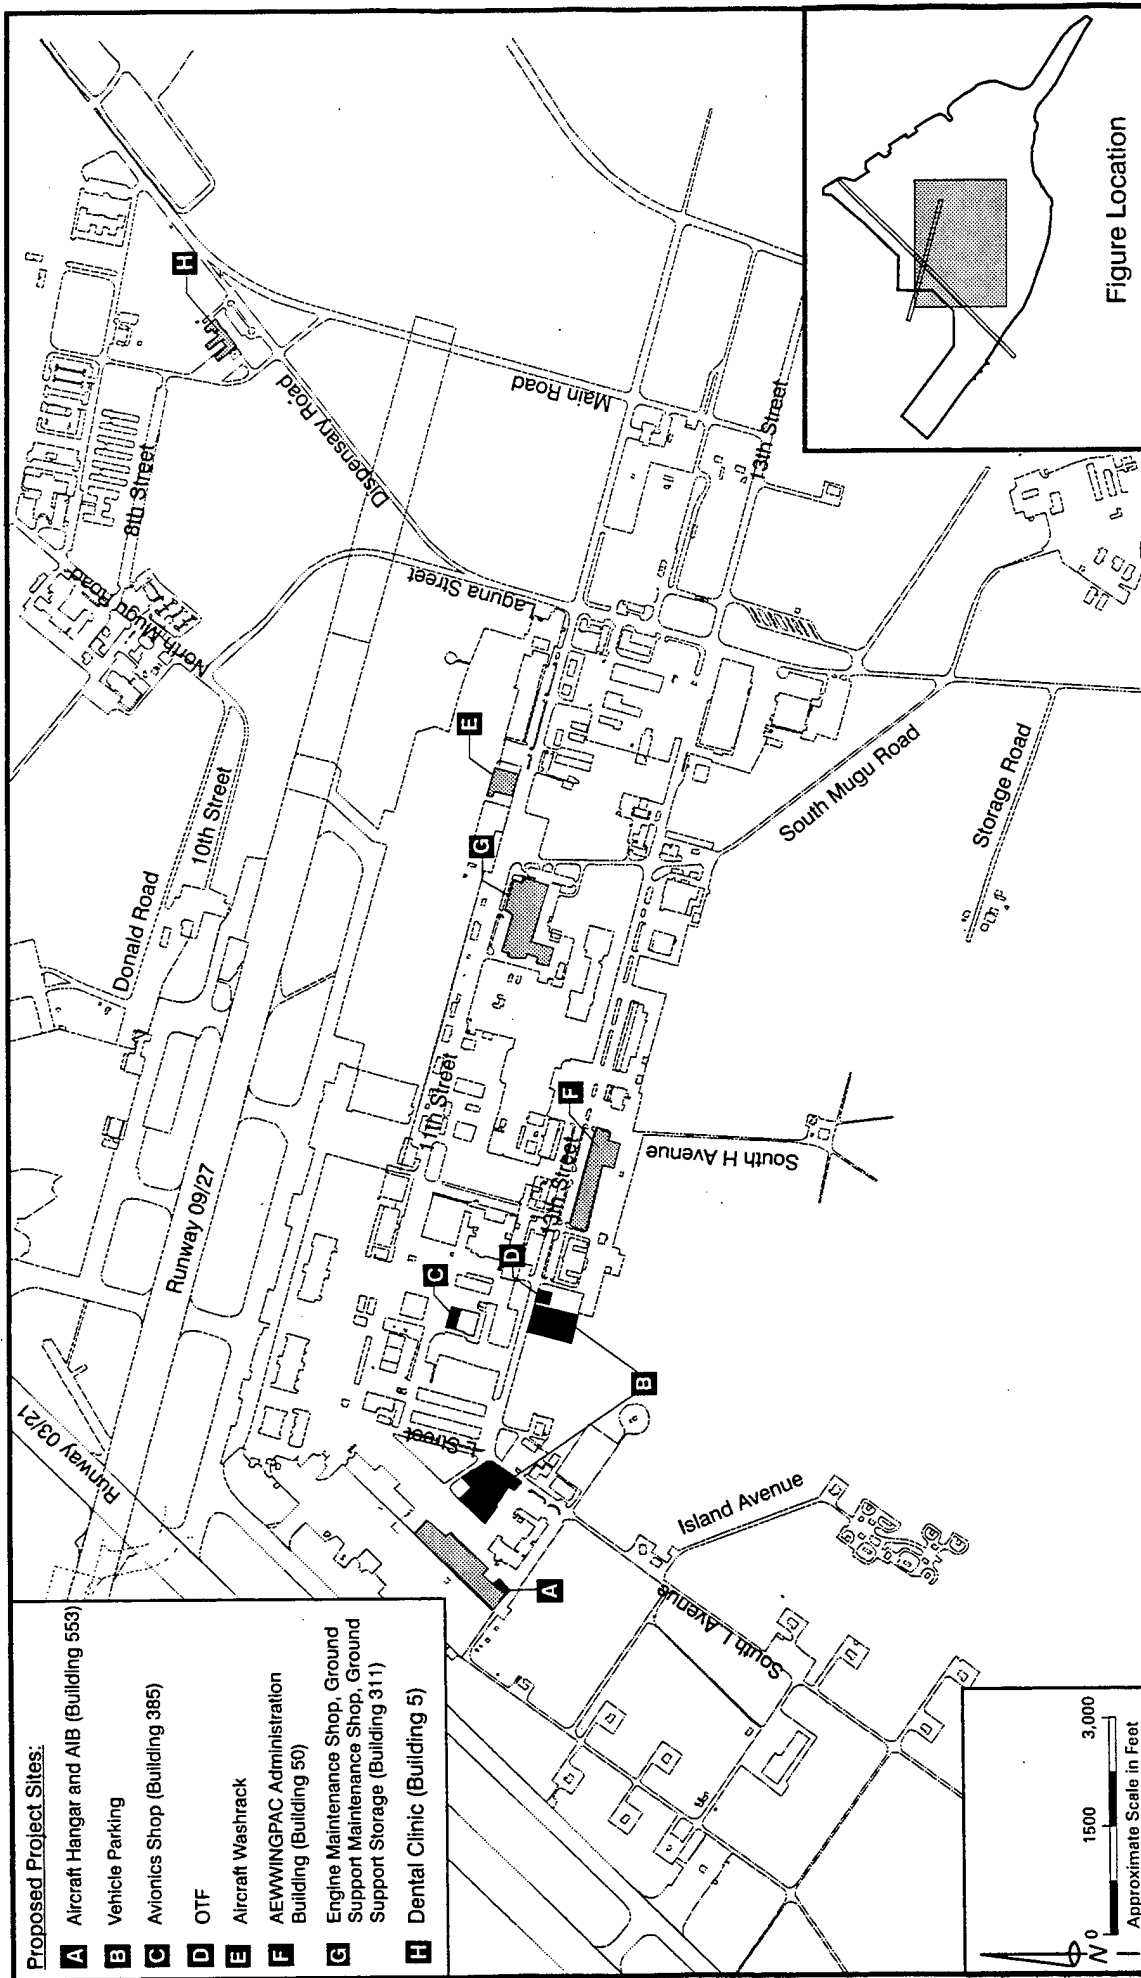 Proposed Project Sites:
A Aircraft Hangar and AIB (Building 553)
B Vehicle Parking
C Avionics Shop (Building 385)
D OTF
E Aircraft Washrack
F AEWWINGPAC Administration
Building (Building 50)
G Engine Maintenance Shop, Ground
Support Maintenance Shop, Ground
Support Storage (Building 311)
H Dental Clinic (Building 5)
Runway 03/21
Runway 09/27
Donald Road
10th Street
North Mugu Road
8th Street
H
Dispensary Road
Laguna Street
Main Road
13th Street
E
G
11th Street
F
13th Street
D
C
B
L Street
A
South H Avenue
South Mugu Road
Storage Road
Island Avenue
South L Avenue
N
0 1500 3,000
Approximate Scale in Feet
Figure Location